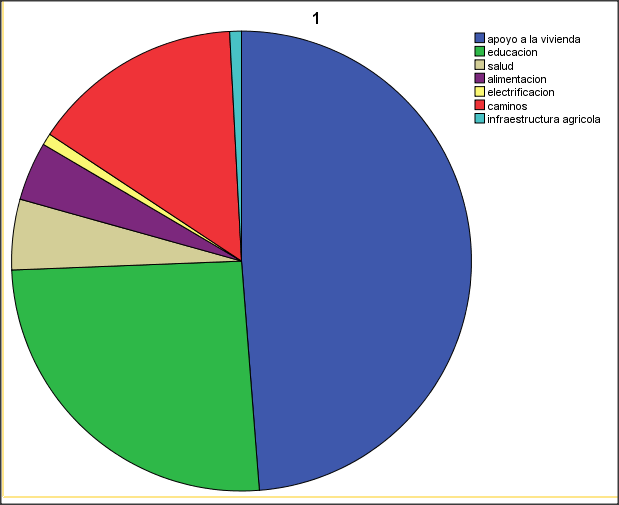 1
apoyo a la vivienda
educacion
salud
alimentacion
electrificacion
caminos
infraestructura agricola